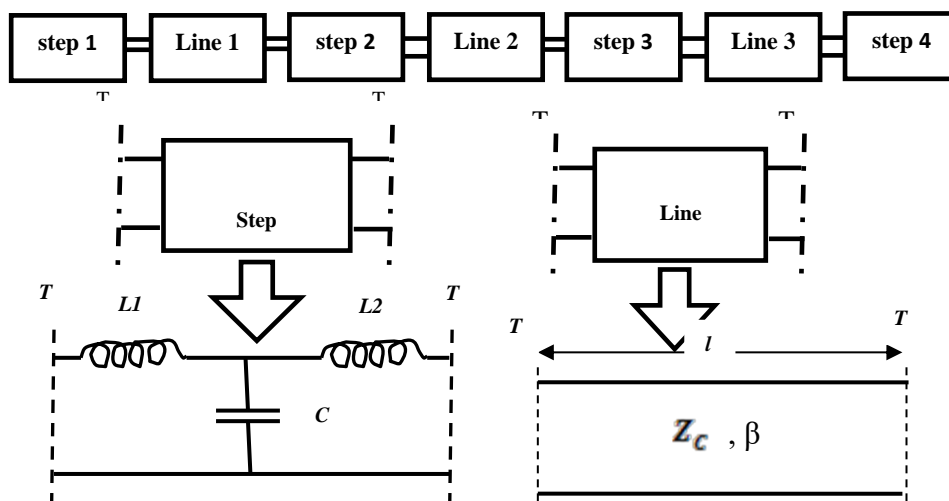 step 1 Line 1 step 2 Line 2 step 3 Line 3 step 4
T T T T
Step Line
T L1 L2 T
T l T
C
Z_C , β